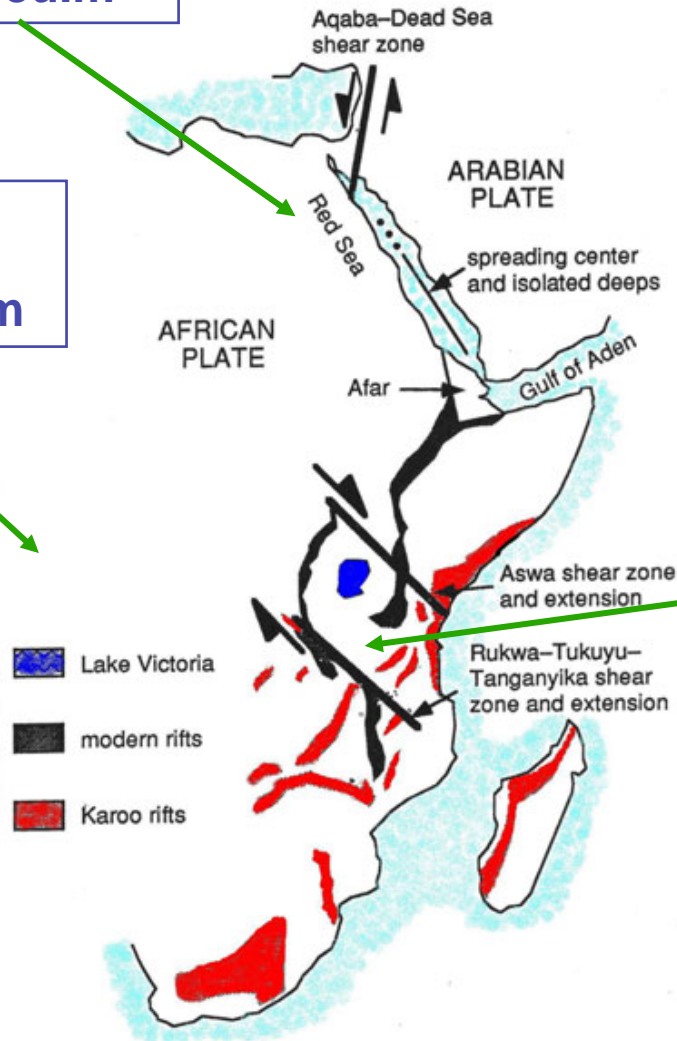 Aqaba–Dead Sea
shear zone
ARABIAN
PLATE
Red Sea
spreading center
and isolated deeps
AFRICAN
PLATE
Gulf of Aden
Afar
Aswa shear zone
and extension
Rukwa–Tukuyu–
Tanganyika shear
zone and extension
Lake Victoria
modern rifts
Karoo rifts